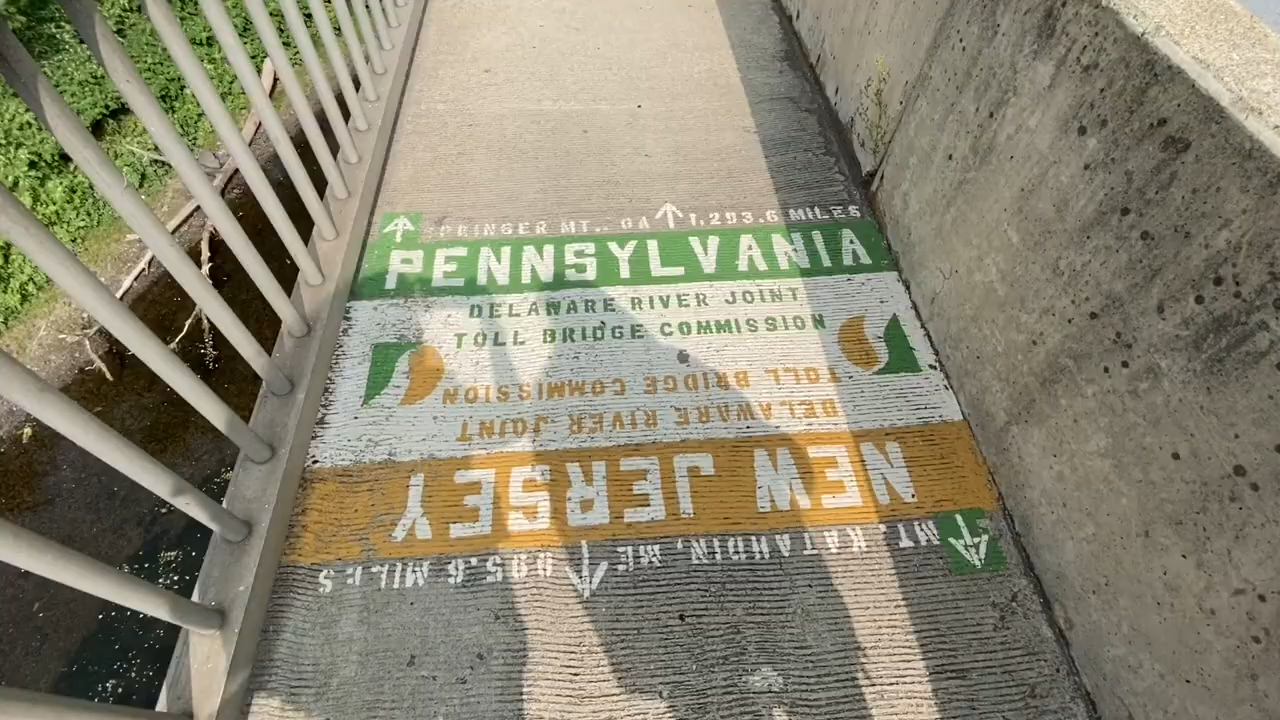 SPRINGER MT., GA 1,293.6 MILES
PENNSYLVANIA
DELAWARE RIVER JOINT
TOLL BRIDGE COMMISSION
TOLL BRIDGE COMMISSION
DELAWARE RIVER JOINT
NEW JERSEY
MT. KATAHDIN, ME 895.6 MILES